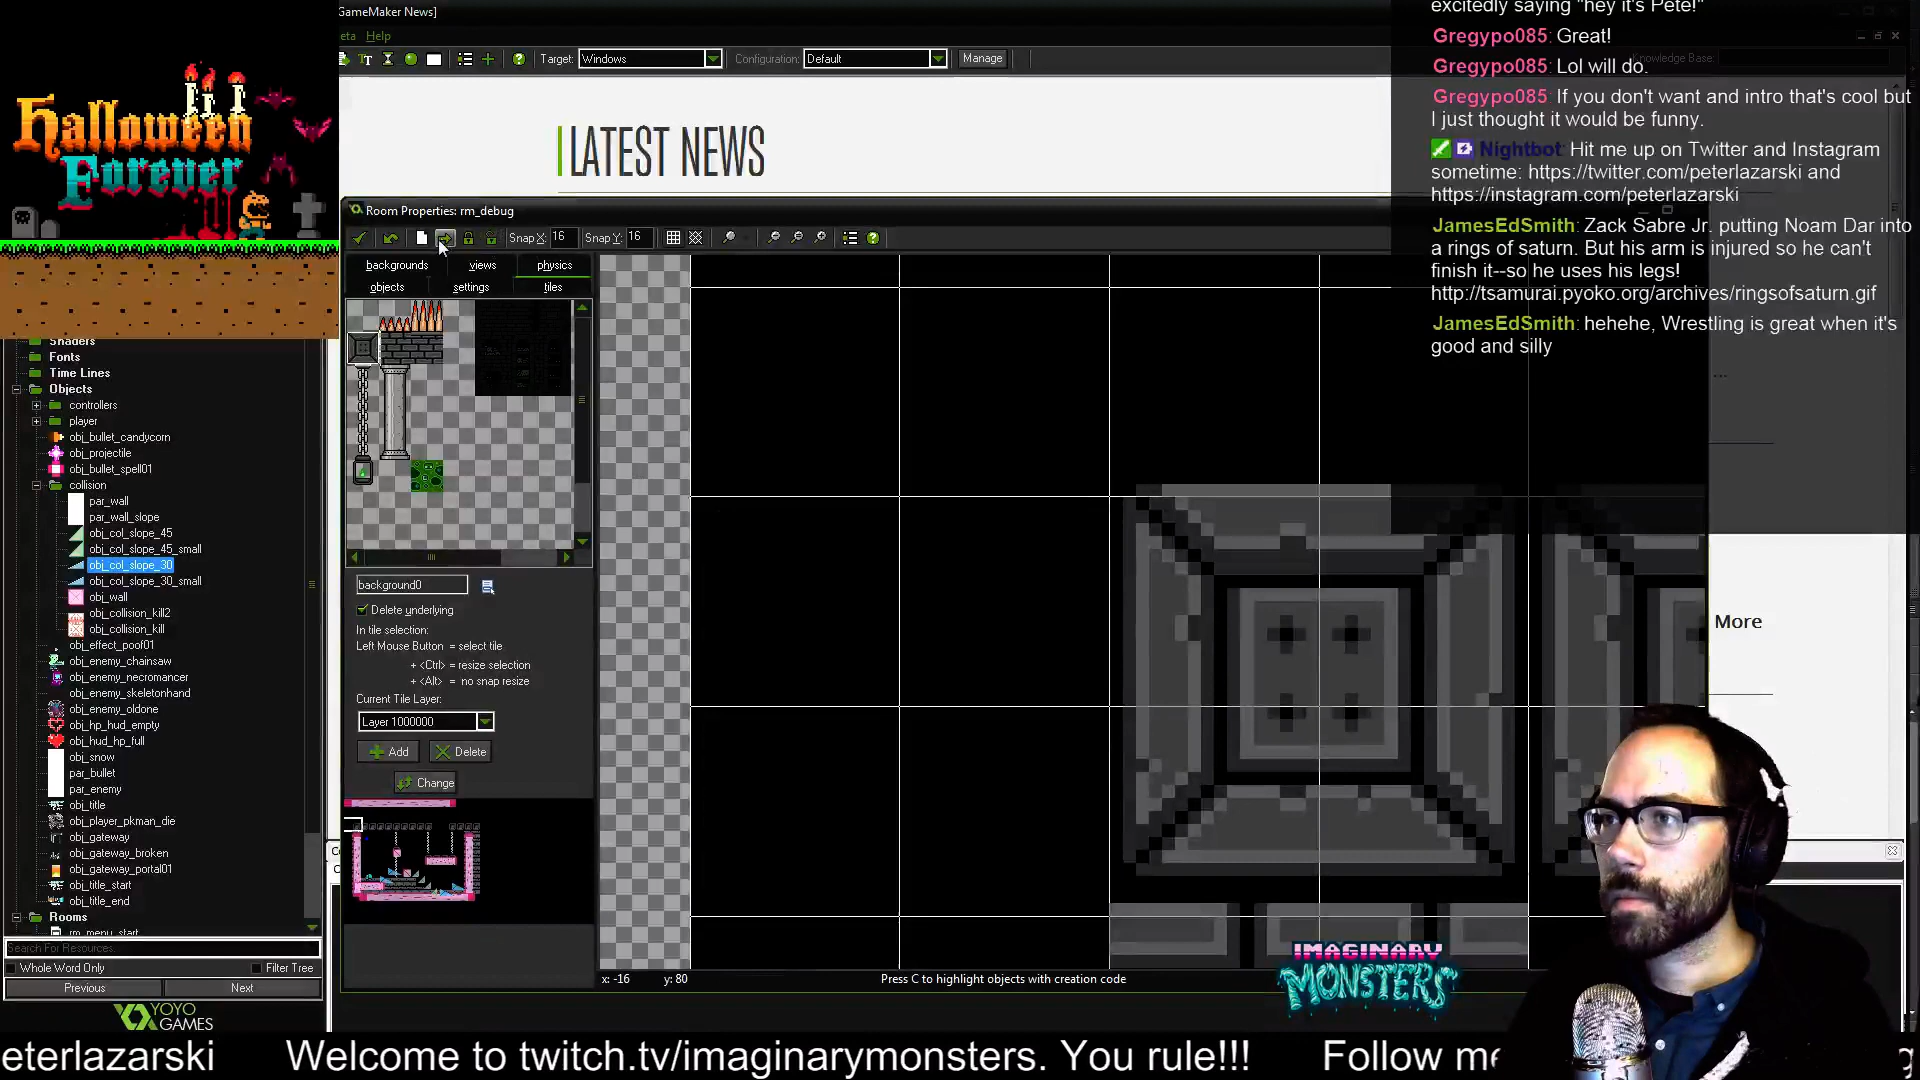 GameMaker News]
eta Help
Target: Windows Configuration: Default Manage
Knowledge Base:
Halloween
Forever
LATEST NEWS
Room Properties: rm_debug
Snap X: 16 Snap Y: 16
backgrounds views physics
objects settings tiles
background0
Delete underlying
In tile selection:
Left Mouse Button = select tile
+ <Ctrl> = resize selection
+ <Alt> = no snap resize
Current Tile Layer:
Layer 1000000
Add Delete
Change
x: -16 y: 80 Press C to highlight objects with creation code
Shaders
Fonts
Time Lines
Objects
controllers
player
obj_bullet_candycorn
obj_projectile
obj_bullet_spell01
collision
par_wall
par_wall_slope
obj_col_slope_45
obj_col_slope_45_small
obj_col_slope_30
obj_col_slope_30_small
obj_wall
obj_collision_kill2
obj_collision_kill
obj_effect_poof01
obj_enemy_chainsaw
obj_enemy_necromancer
obj_enemy_skeletonhand
obj_enemy_oldone
obj_hp_hud_empty
obj_hud_hp_full
obj_snow
par_bullet
par_enemy
obj_title
obj_player_pkman_die
obj_gateway
obj_gateway_broken
obj_gateway_portal01
obj_title_start
obj_title_end
Rooms
rm_menu_start
Search For Resources
Whole Word Only Filter Tree
Previous Next
YOYO
GAMES
excitedly saying "hey it's Pete!"
Gregypo085: Great!
Gregypo085: Lol will do.
Gregypo085: If you don't want and intro that's cool but
I just thought it would be funny.
Nightbot: Hit me up on Twitter and Instagram
sometime: https://twitter.com/peterlazarski and
https://instagram.com/peterlazarski
JamesEdSmith: Zack Sabre Jr. putting Noam Dar into
a rings of saturn. But his arm is injured so he can't
finish it--so he uses his legs!
http://tsamurai.pyoko.org/archives/ringsofsaturn.gif
JamesEdSmith: hehehe, Wrestling is great when it's
good and silly
...
More
IMAGINARY
MONSTERS
eterlazarski Welcome to twitch.tv/imaginarymonsters. You rule!!! Follow me